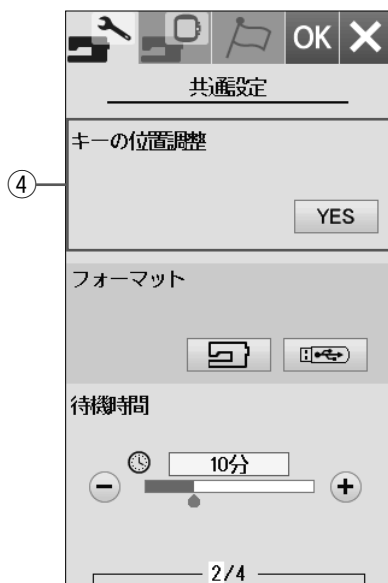 OK
共通設定
キーの位置調整
④
YES
フォーマット
待機時間
10分
2/4